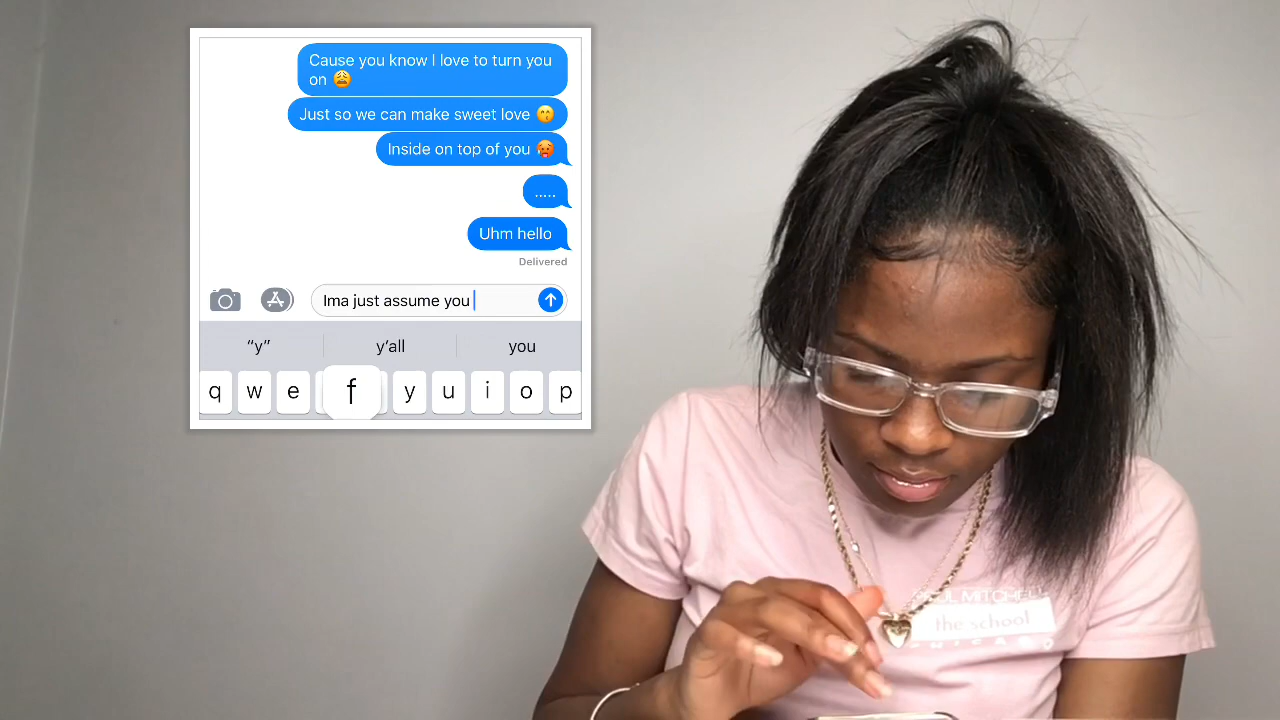 Cause you know I love to turn you
on 😩
Just so we can make sweet love 😙
Inside on top of you 🥵
.....
Uhm hello
Delivered
Ima just assume you
“y” y’all you
q w e f y u i o p
PAUL MITCHELL
the school
CHICAGO